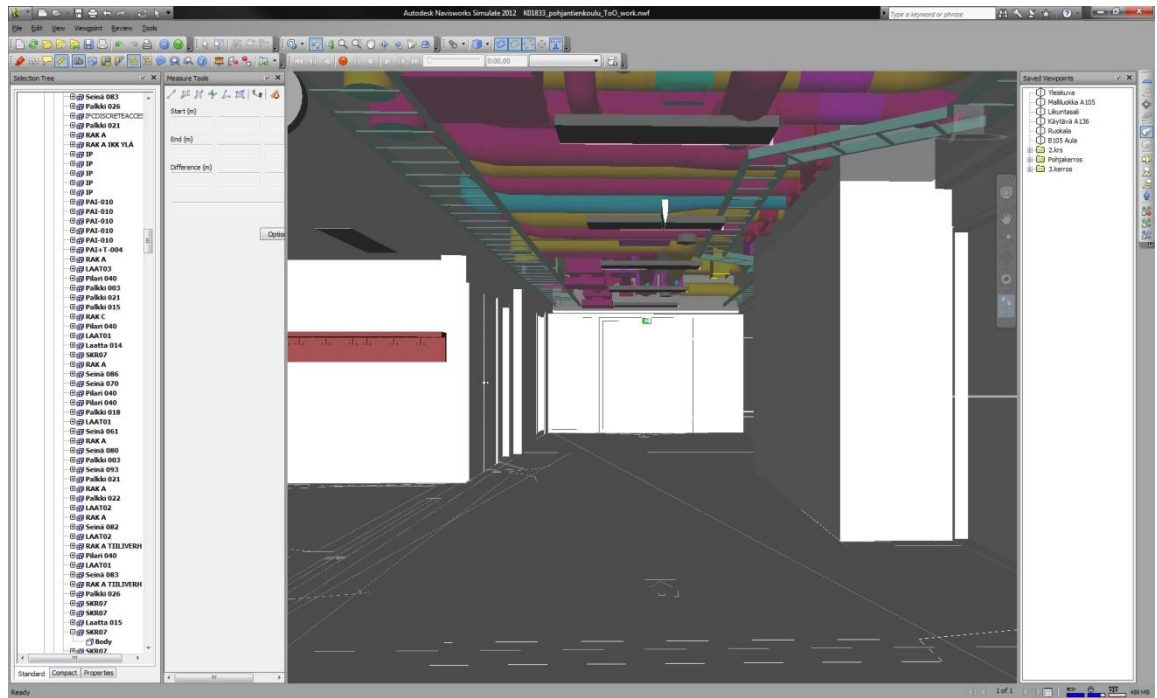 Autodesk Navisworks Simulate 2012 K01833_pohjantienkoulu_ToO_work.nwf
Type a keyword or phrase
File Edit View Viewpoint Review Tools
0:00,00
Selection Tree
Seinä 083
Palkki 026
IFCDISCRETEACCES
Palkki 021
RAK A
RAK A IKK YLÄ
IP
IP
IP
IP
IP
PAI-010
PAI-010
PAI-010
PAI-010
PAI-010
PAI+T-004
RAK A
LAAT03
Pilari 040
Palkki 003
Palkki 021
Palkki 015
RAK C
Pilari 040
LAAT01
Laatta 014
SKR07
RAK A
Seinä 086
Seinä 070
Pilari 040
Pilari 040
Palkki 018
LAAT01
Seinä 061
RAK A
Seinä 080
Palkki 003
Seinä 093
Palkki 021
RAK A
Palkki 022
LAAT02
RAK A
Seinä 082
LAAT02
RAK A TIILIVERH
Pilari 040
LAAT01
Seinä 083
RAK A TIILIVERH
Palkki 026
SKR07
SKR07
Laatta 015
SKR07
Body
SKR07
Standard Compact Properties
Ready
Measure Tools
Start (m)
End (m)
Difference (m)
Optio
Saved Viewpoints
Yleiskuva
Malliluokka A105
Liikuntasali
Käytävä A136
Ruokala
B105 Aula
2.krs
Pohjakerros
3.kerros
1 of 1
466 MB